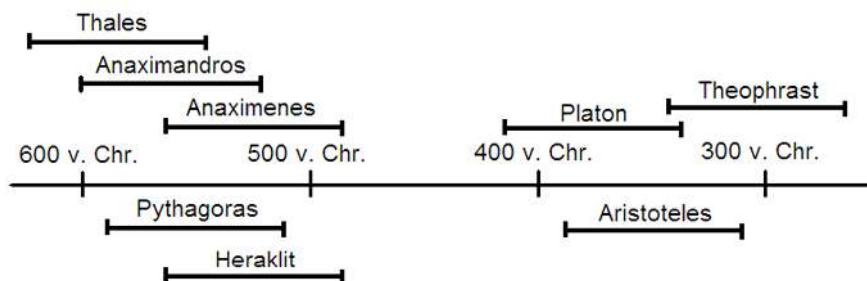 Thales
Anaximandros
Anaximenes
Platon
Theophrast
600 v. Chr.
500 v. Chr.
400 v. Chr.
300 v. Chr.
Pythagoras
Heraklit
Aristoteles